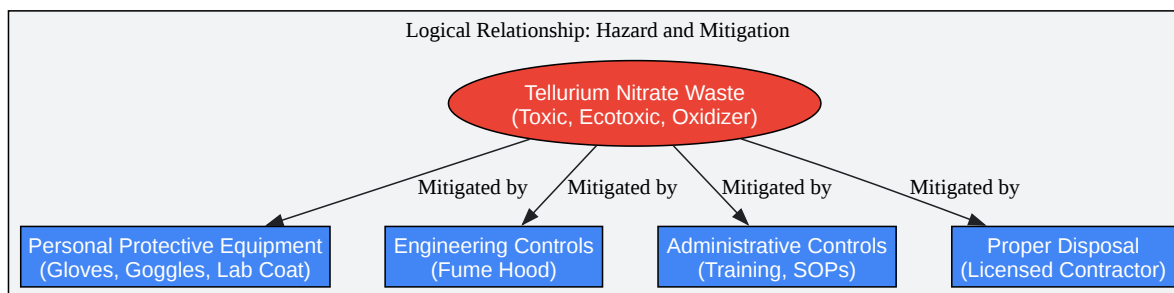 Logical Relationship: Hazard and Mitigation
Tellurium Nitrate Waste
(Toxic, Ecotoxic, Oxidizer)
Mitigated by
Mitigated by
Mitigated by
Mitigated by
Personal Protective Equipment
(Gloves, Goggles, Lab Coat)
Engineering Controls
(Fume Hood)
Administrative Controls
(Training, SOPs)
Proper Disposal
(Licensed Contractor)